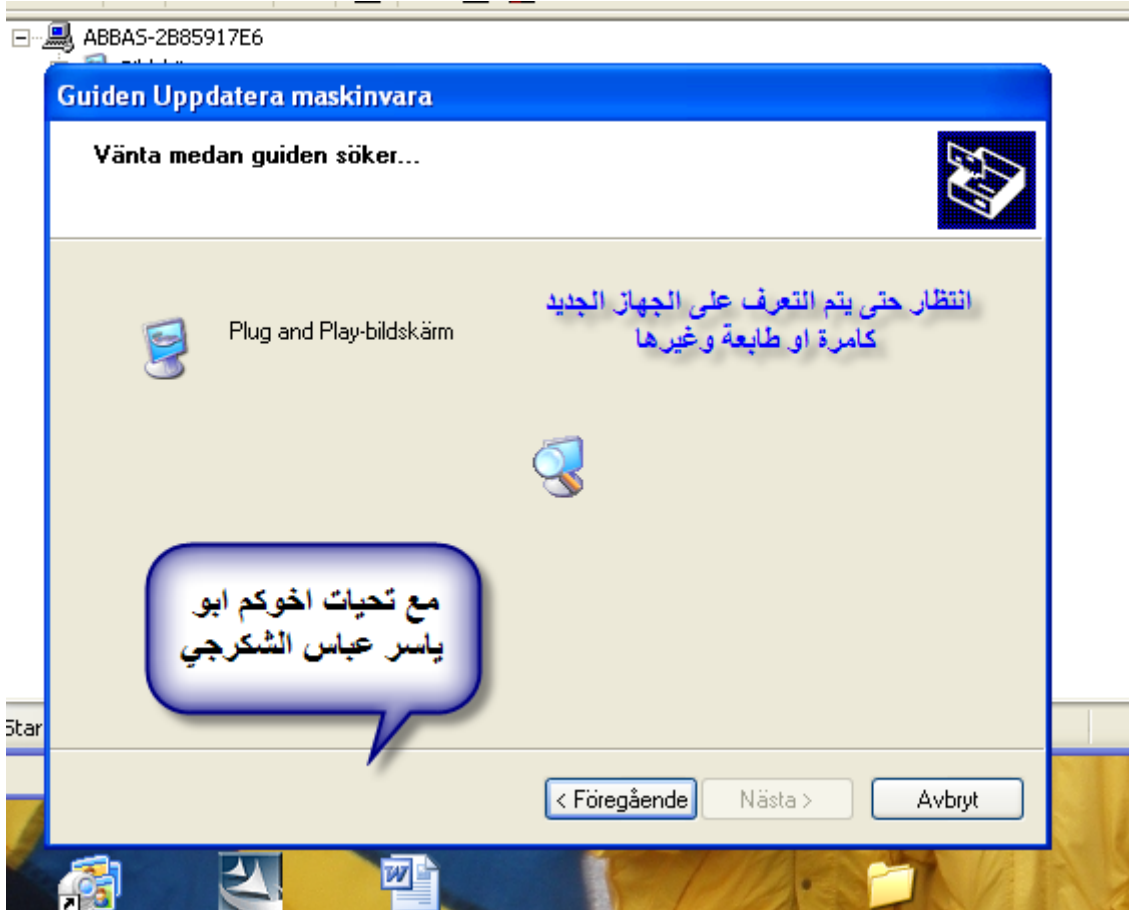 ABBAS-2B85917E6
Guiden Uppdatera maskinvara
Vänta medan guiden söker...
انتظار حتى يتم التعرف على الجهاز الجديد
كامرة او طابعة وغيرها
Plug and Play-bildskärm
مع تحيات اخوكم ابو
ياسر عباس الشكرجي
Star
< Föregående
Nästa >
Avbryt